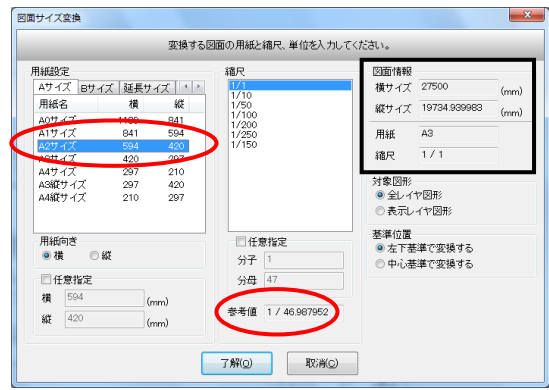 図面サイズ変換
変換する図面の用紙と縮尺、単位を入力してください。
用紙設定
Aサイズ Bサイズ 延長サイズ
用紙名 横 縦
A0サイズ 1189 841
A1サイズ 841 594
A2サイズ 594 420
A3サイズ 420 297
A4サイズ 297 210
A3縦サイズ 297 420
A4縦サイズ 210 297
用紙向き
横 縦
任意指定
横 594 (mm)
縦 420 (mm)
縮尺
1/1
1/10
1/50
1/100
1/200
1/250
1/150
任意指定
分子 1
分母 47
参考値 1 / 46.987952
図面情報
横サイズ 27500 (mm)
縦サイズ 19734.939983 (mm)
用紙 A3
縮尺 1 / 1
対象図形
全レイヤ図形
表示レイヤ図形
基準位置
左下基準で変換する
中心基準で変換する
了解(O) 取消(C)